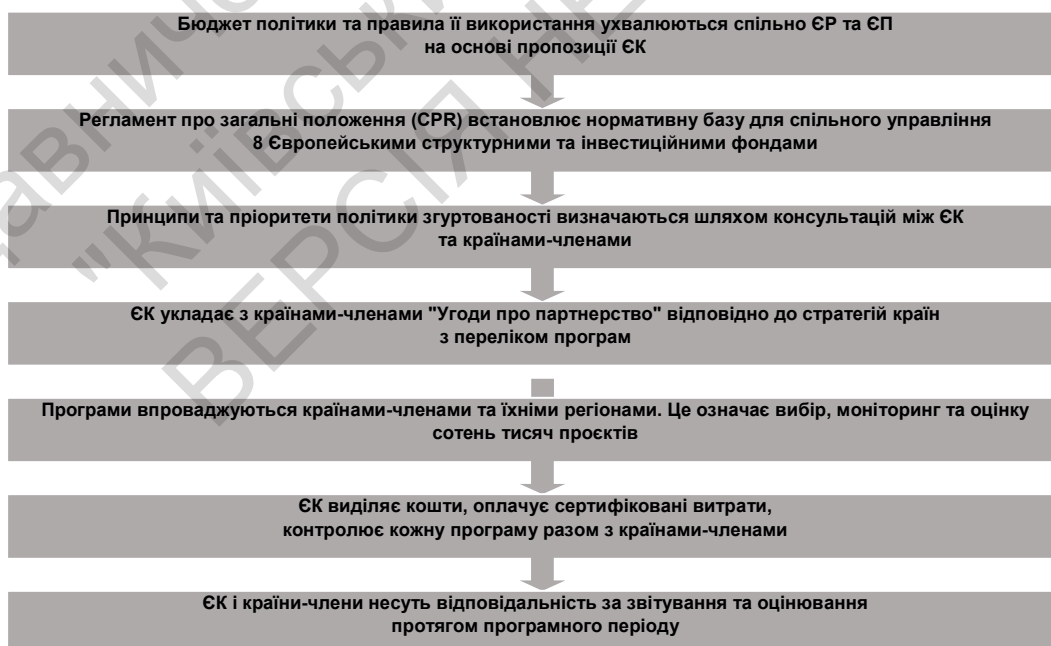 Бюджет політики та правила її використання ухвалюються спільно ЄР та ЄП
на основі пропозиції ЄК
Регламент про загальні положення (CPR) встановлює нормативну базу для спільного управління
8 Європейськими структурними та інвестиційними фондами
Принципи та пріоритети політики згуртованості визначаються шляхом консультацій між ЄК
та країнами-членами
ЄК укладає з країнами-членами "Угоди про партнерство" відповідно до стратегій країн
з переліком програм
Програми впроваджуються країнами-членами та їхніми регіонами. Це означає вибір, моніторинг та оцінку
сотень тисяч проєктів
ЄК виділяє кошти, оплачує сертифіковані витрати,
контролює кожну програму разом з країнами-членами
ЄК і країни-члени несуть відповідальність за звітування та оцінювання
протягом програмного періоду
ВЕРСІЯ